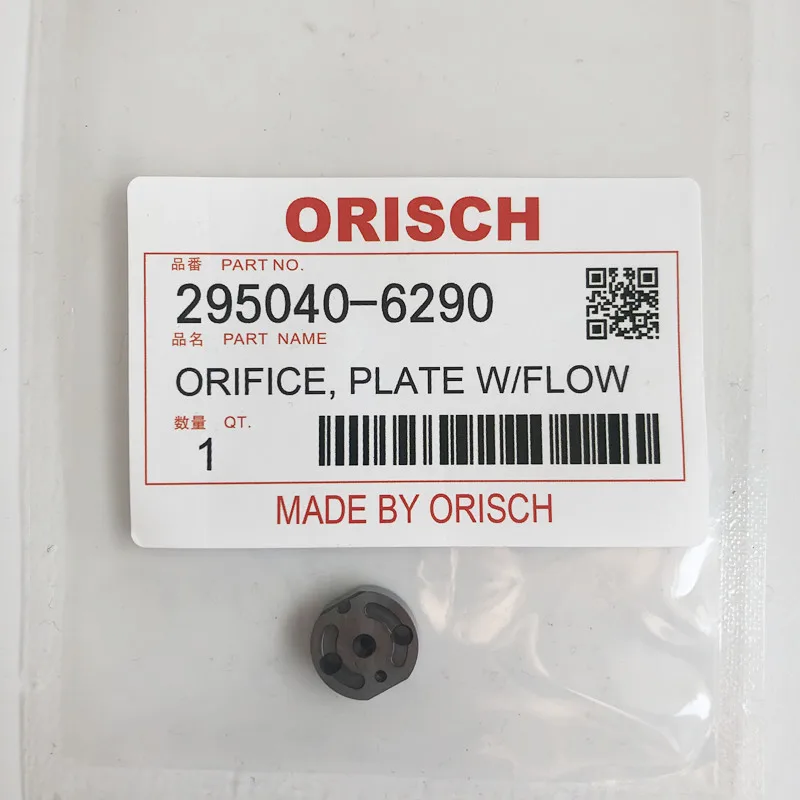 ORISCH
品番 PART NO.
295040-6290
品名 PART NAME
ORIFICE, PLATE W/FLOW
数量 QT.
1
MADE BY ORISCH